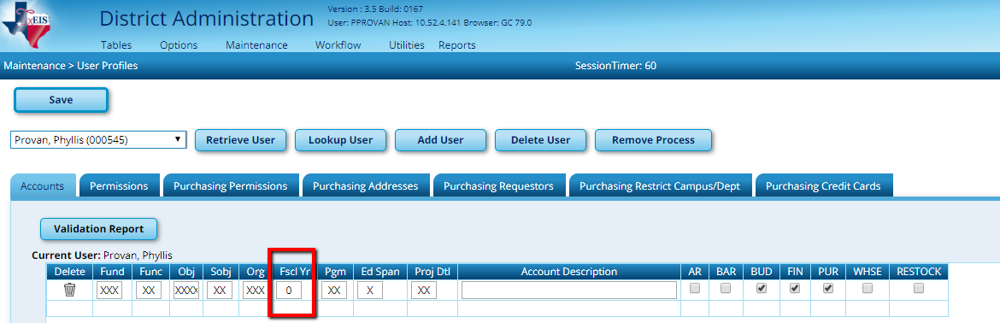 TxEIS
District Administration
Version : 3.5 Build: 0167
User: PPROVAN Host: 10.52.4.141 Browser: GC 79.0
Tables Options Maintenance Workflow Utilities Reports
Maintenance > User Profiles SessionTimer: 60
Save
Provan, Phyllis (000545) Retrieve User Lookup User Add User Delete User Remove Process
Accounts Permissions Purchasing Permissions Purchasing Addresses Purchasing Requestors Purchasing Restrict Campus/Dept Purchasing Credit Cards
Validation Report
Current User: Provan, Phyllis
Delete Fund Func Obj Sobj Org Fscl Yr Pgm Ed Span Proj Dtl Account Description AR BAR BUD FIN PUR WHSE RESTOCK
XXX XX XXXX XX XXX 0 XX X XX